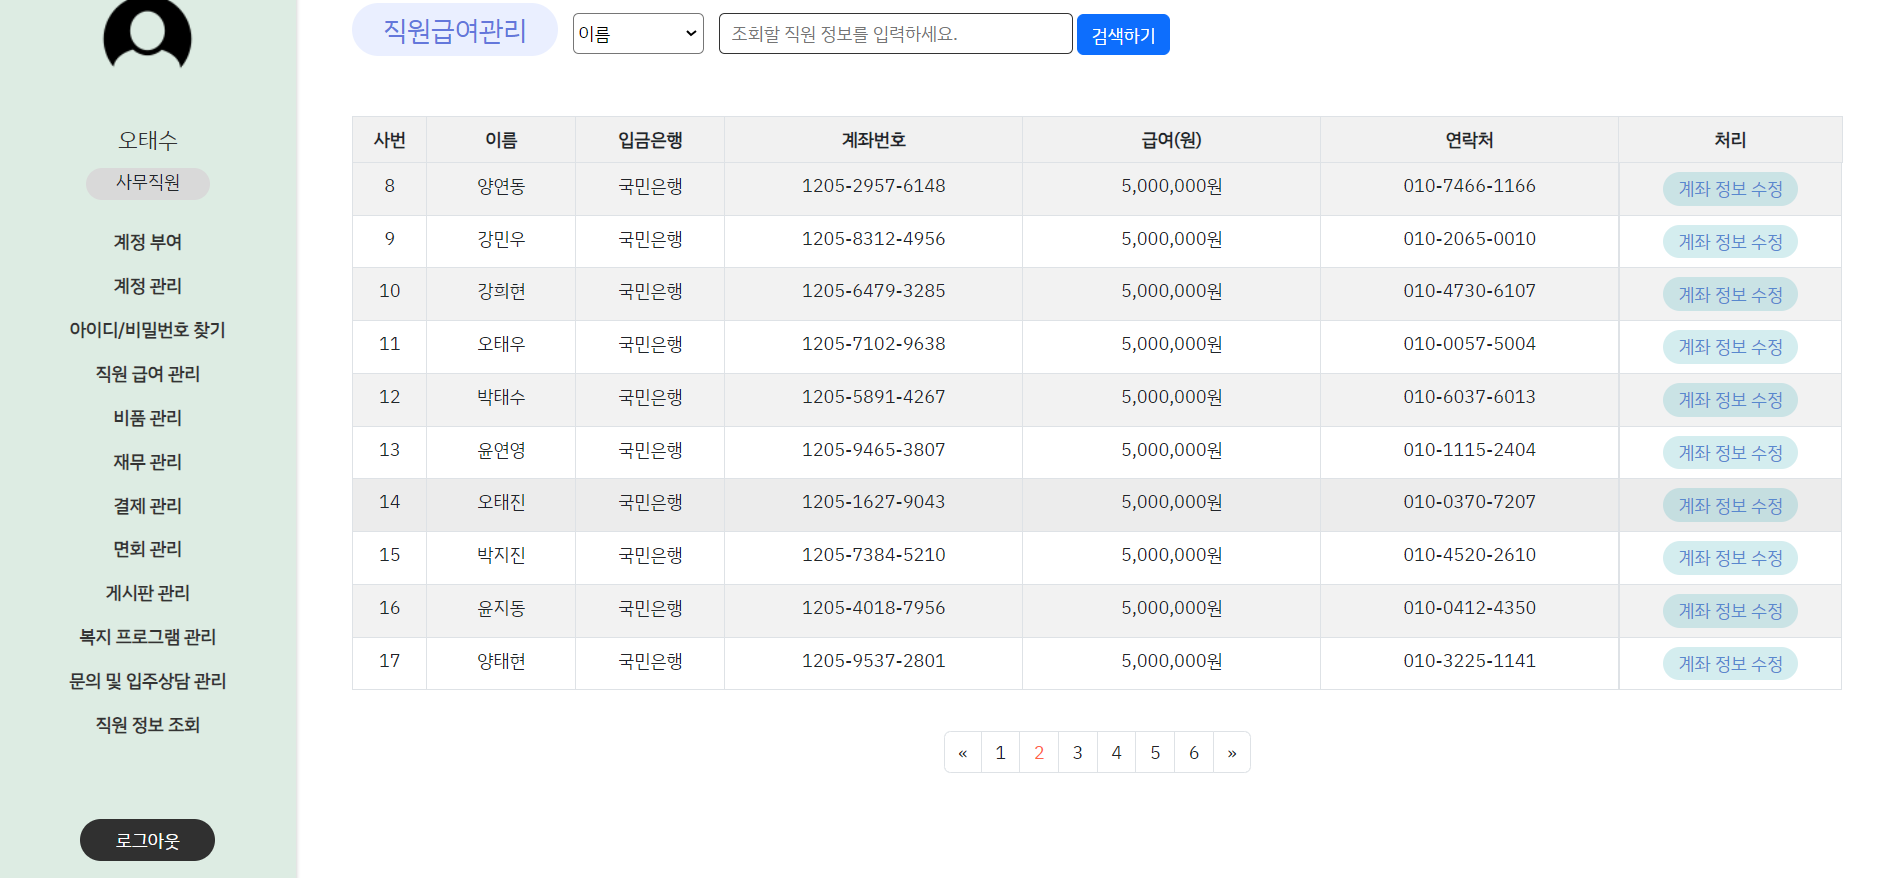 오태수
사무직원
계정 부여
계정 관리
아이디/비밀번호 찾기
직원 급여 관리
비품 관리
재무 관리
결제 관리
면회 관리
게시판 관리
복지 프로그램 관리
문의 및 입주상담 관리
직원 정보 조회
로그아웃
직원급여관리 이름 조회할 직원 정보를 입력하세요. 검색하기
사번 이름 입금은행 계좌번호 급여(원) 연락처 처리
8 양연동 국민은행 1205-2957-6148 5,000,000원 010-7466-1166 계좌 정보 수정
9 강민우 국민은행 1205-8312-4956 5,000,000원 010-2065-0010 계좌 정보 수정
10 강희현 국민은행 1205-6479-3285 5,000,000원 010-4730-6107 계좌 정보 수정
11 오태우 국민은행 1205-7102-9638 5,000,000원 010-0057-5004 계좌 정보 수정
12 박태수 국민은행 1205-5891-4267 5,000,000원 010-6037-6013 계좌 정보 수정
13 윤연영 국민은행 1205-9465-3807 5,000,000원 010-1115-2404 계좌 정보 수정
14 오태진 국민은행 1205-1627-9043 5,000,000원 010-0370-7207 계좌 정보 수정
15 박지진 국민은행 1205-7384-5210 5,000,000원 010-4520-2610 계좌 정보 수정
16 윤지동 국민은행 1205-4018-7956 5,000,000원 010-0412-4350 계좌 정보 수정
17 양태현 국민은행 1205-9537-2801 5,000,000원 010-3225-1141 계좌 정보 수정
« 1 2 3 4 5 6 »